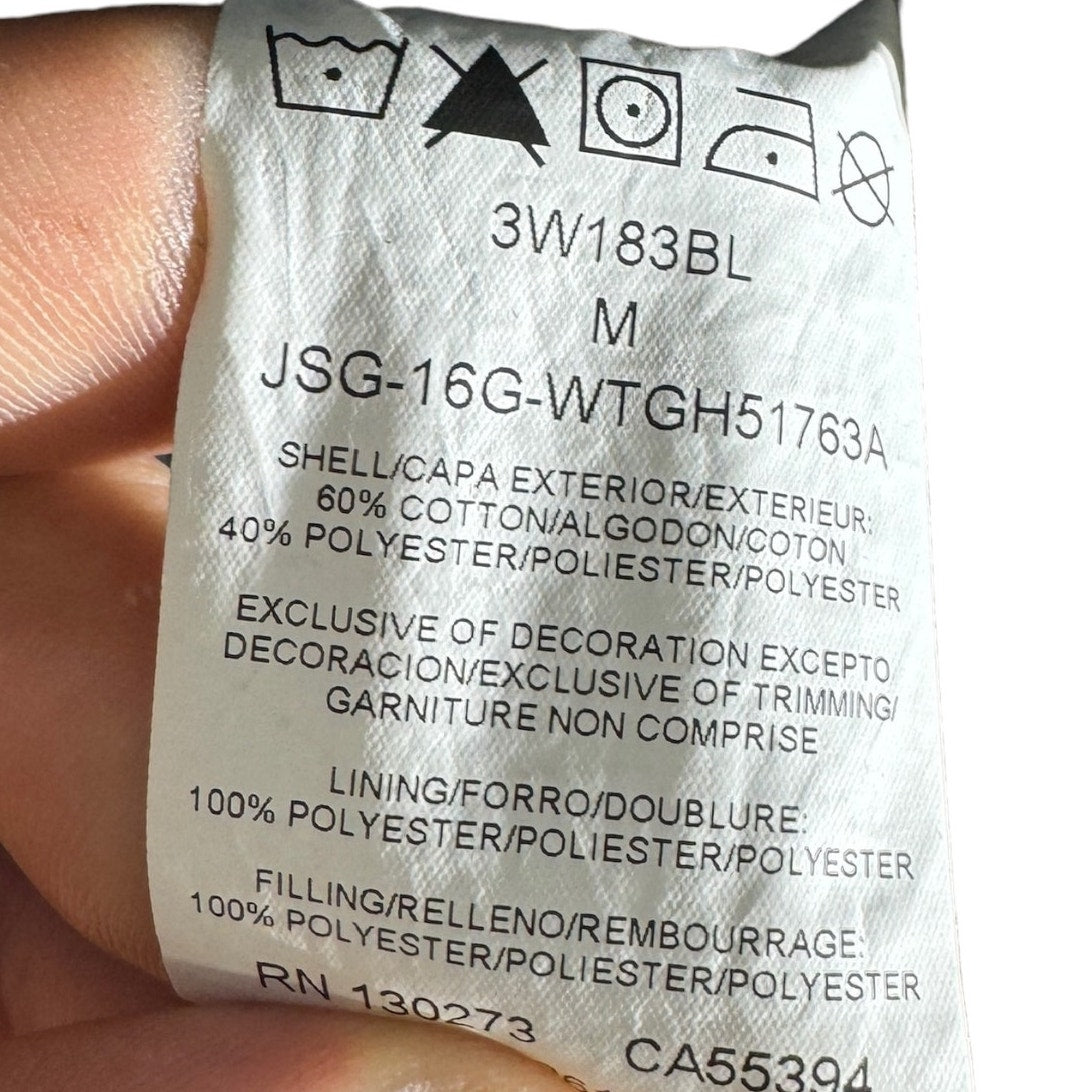 3W183BL
M
JSG-16G-WTGH51763A
SHELL/CAPA EXTERIOR/EXTERIEUR:
60% COTTON/ALGODON/COTON
40% POLYESTER/POLIESTER/POLYESTER
EXCLUSIVE OF DECORATION EXCEPTO
DECORACION/EXCLUSIVE OF TRIMMING/
GARNITURE NON COMPRISE
LINING/FORRO/DOUBLURE:
100% POLYESTER/POLIESTER/POLYESTER
FILLING/RELLENO/REMBOURRAGE:
100% POLYESTER/POLIESTER/POLYESTER
RN 130273 CA55394